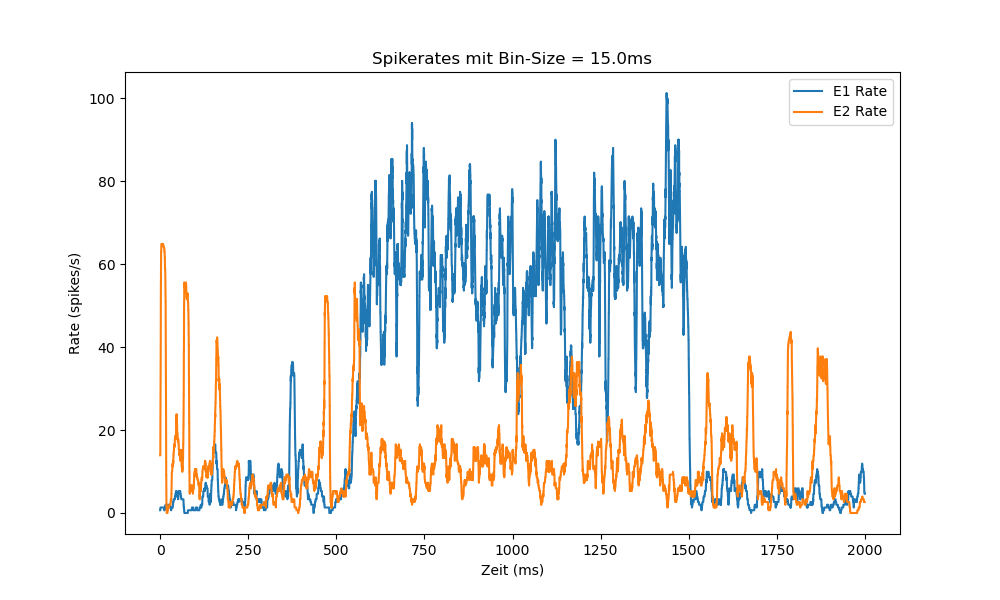 Spikerates mit Bin-Size = 15.0ms
E1 Rate
E2 Rate
Rate (spikes/s)
100
80
60
40
20
0
0 250 500 750 1000 1250 1500 1750 2000
Zeit (ms)